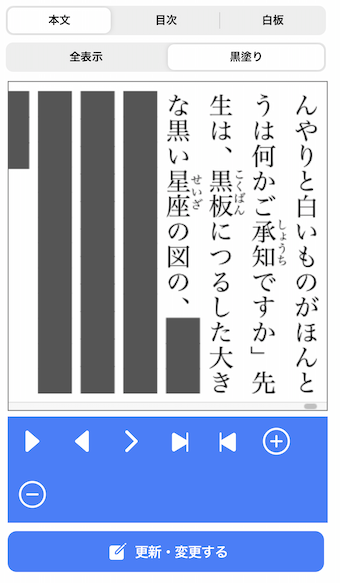 本文 目次 白板
全表示 黒塗り
んやりと白いものがほんと
うは何かご承知ですか」先
しょうち
生は、黒板につるした大き
こくばん
な黒い星座の図の、
せいざ
更新・変更する